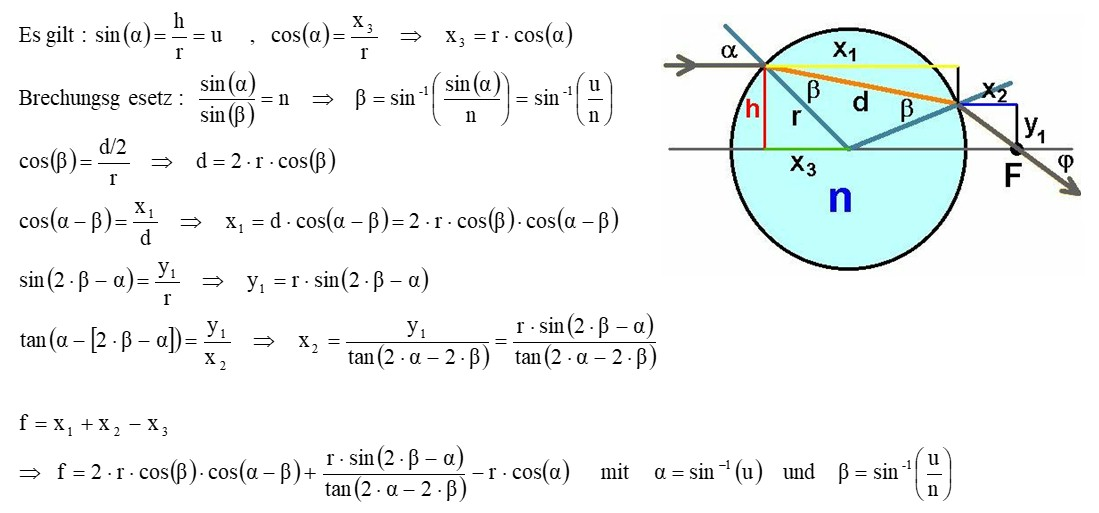 Es gilt : sin(α) = h/r = u , cos(α) = x₃/r ⇒ x₃ = r · cos(α)
Brechungsg esetz : sin(α)/sin(β) = n ⇒ β = sin⁻¹(sin(α)/n) = sin⁻¹(u/n)
cos(β) = (d/2)/r ⇒ d = 2 · r · cos(β)
cos(α − β) = x₁/d ⇒ x₁ = d · cos(α − β) = 2 · r · cos(β) · cos(α − β)
sin(2 · β − α) = y₁/r ⇒ y₁ = r · sin(2 · β − α)
tan(α − [2 · β − α]) = y₁/x₂ ⇒ x₂ = y₁/tan(2 · α − 2 · β) = r · sin(2 · β − α)/tan(2 · α − 2 · β)
f = x₁ + x₂ − x₃
⇒ f = 2 · r · cos(β) · cos(α − β) + r · sin(2 · β − α)/tan(2 · α − 2 · β) − r · cos(α) mit α = sin⁻¹(u) und β = sin⁻¹(u/n)
α
x₁
β
d
β
x₂
h
r
y₁
x₃
F
φ
n